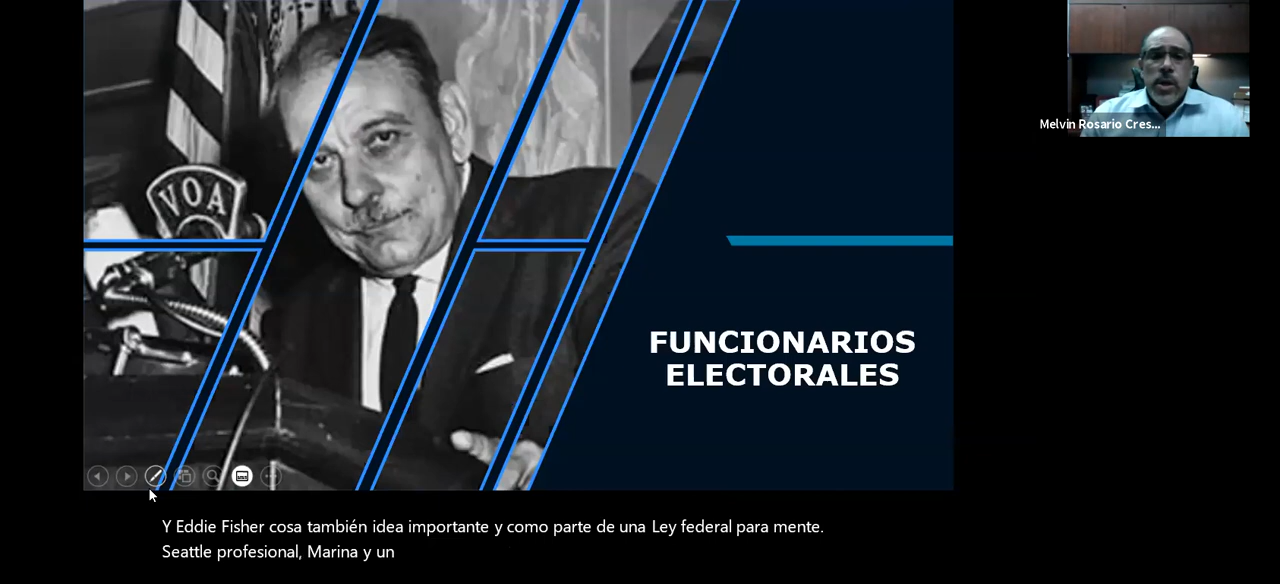 VOA
Melvin Rosario Cres...
FUNCIONARIOS
ELECTORALES
Y Eddie Fisher cosa también idea importante y como parte de una Ley federal para mente.
Seattle profesional, Marina y un